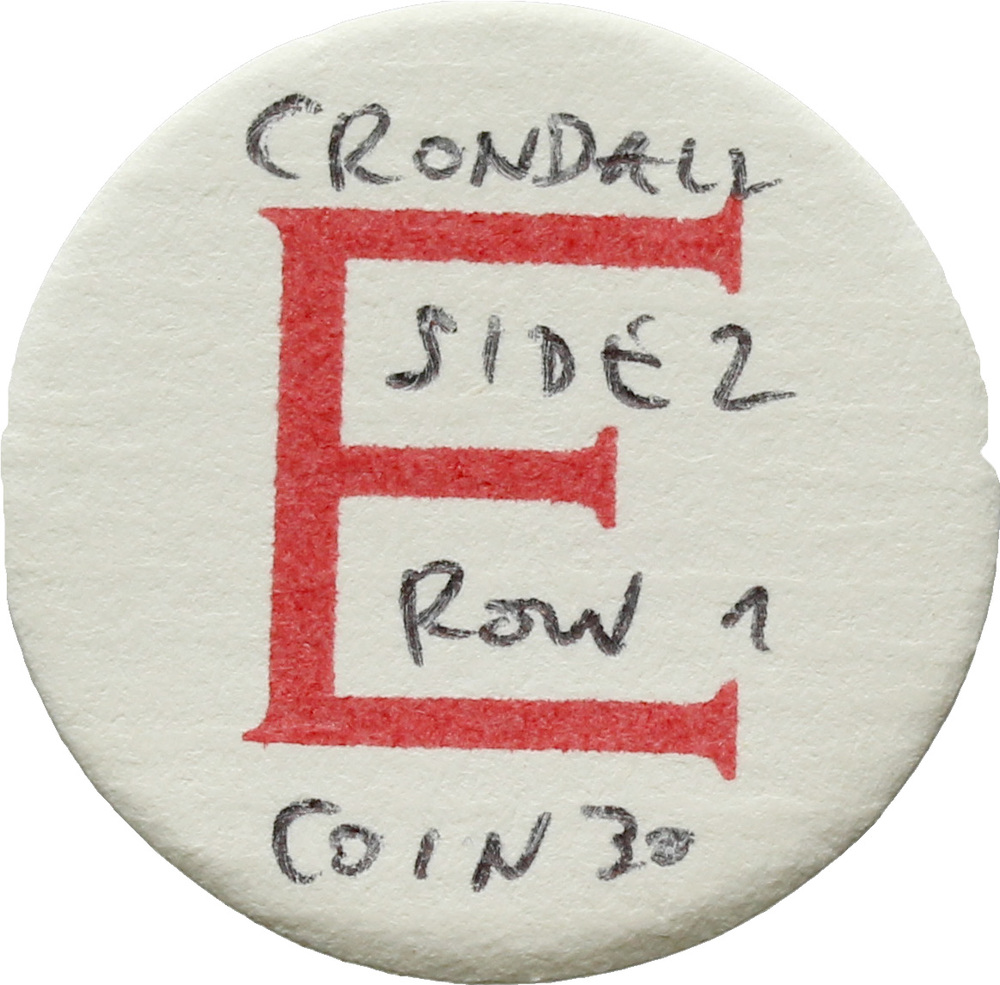 CRONDALL
E
SIDE 2
ROW 1
COIN 30